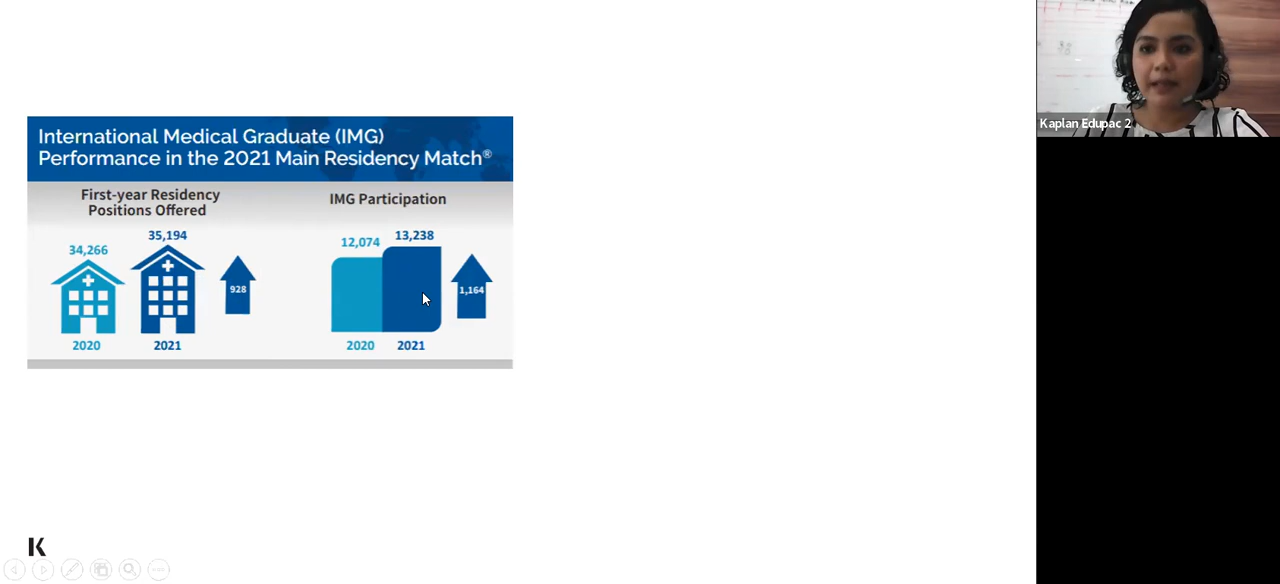 International Medical Graduate (IMG)
Performance in the 2021 Main Residency Match®
First-year Residency
Positions Offered
34,266
35,194
928
2020
2021
IMG Participation
12,074
13,238
1,164
2020
2021
K
Kaplan Edupac 2